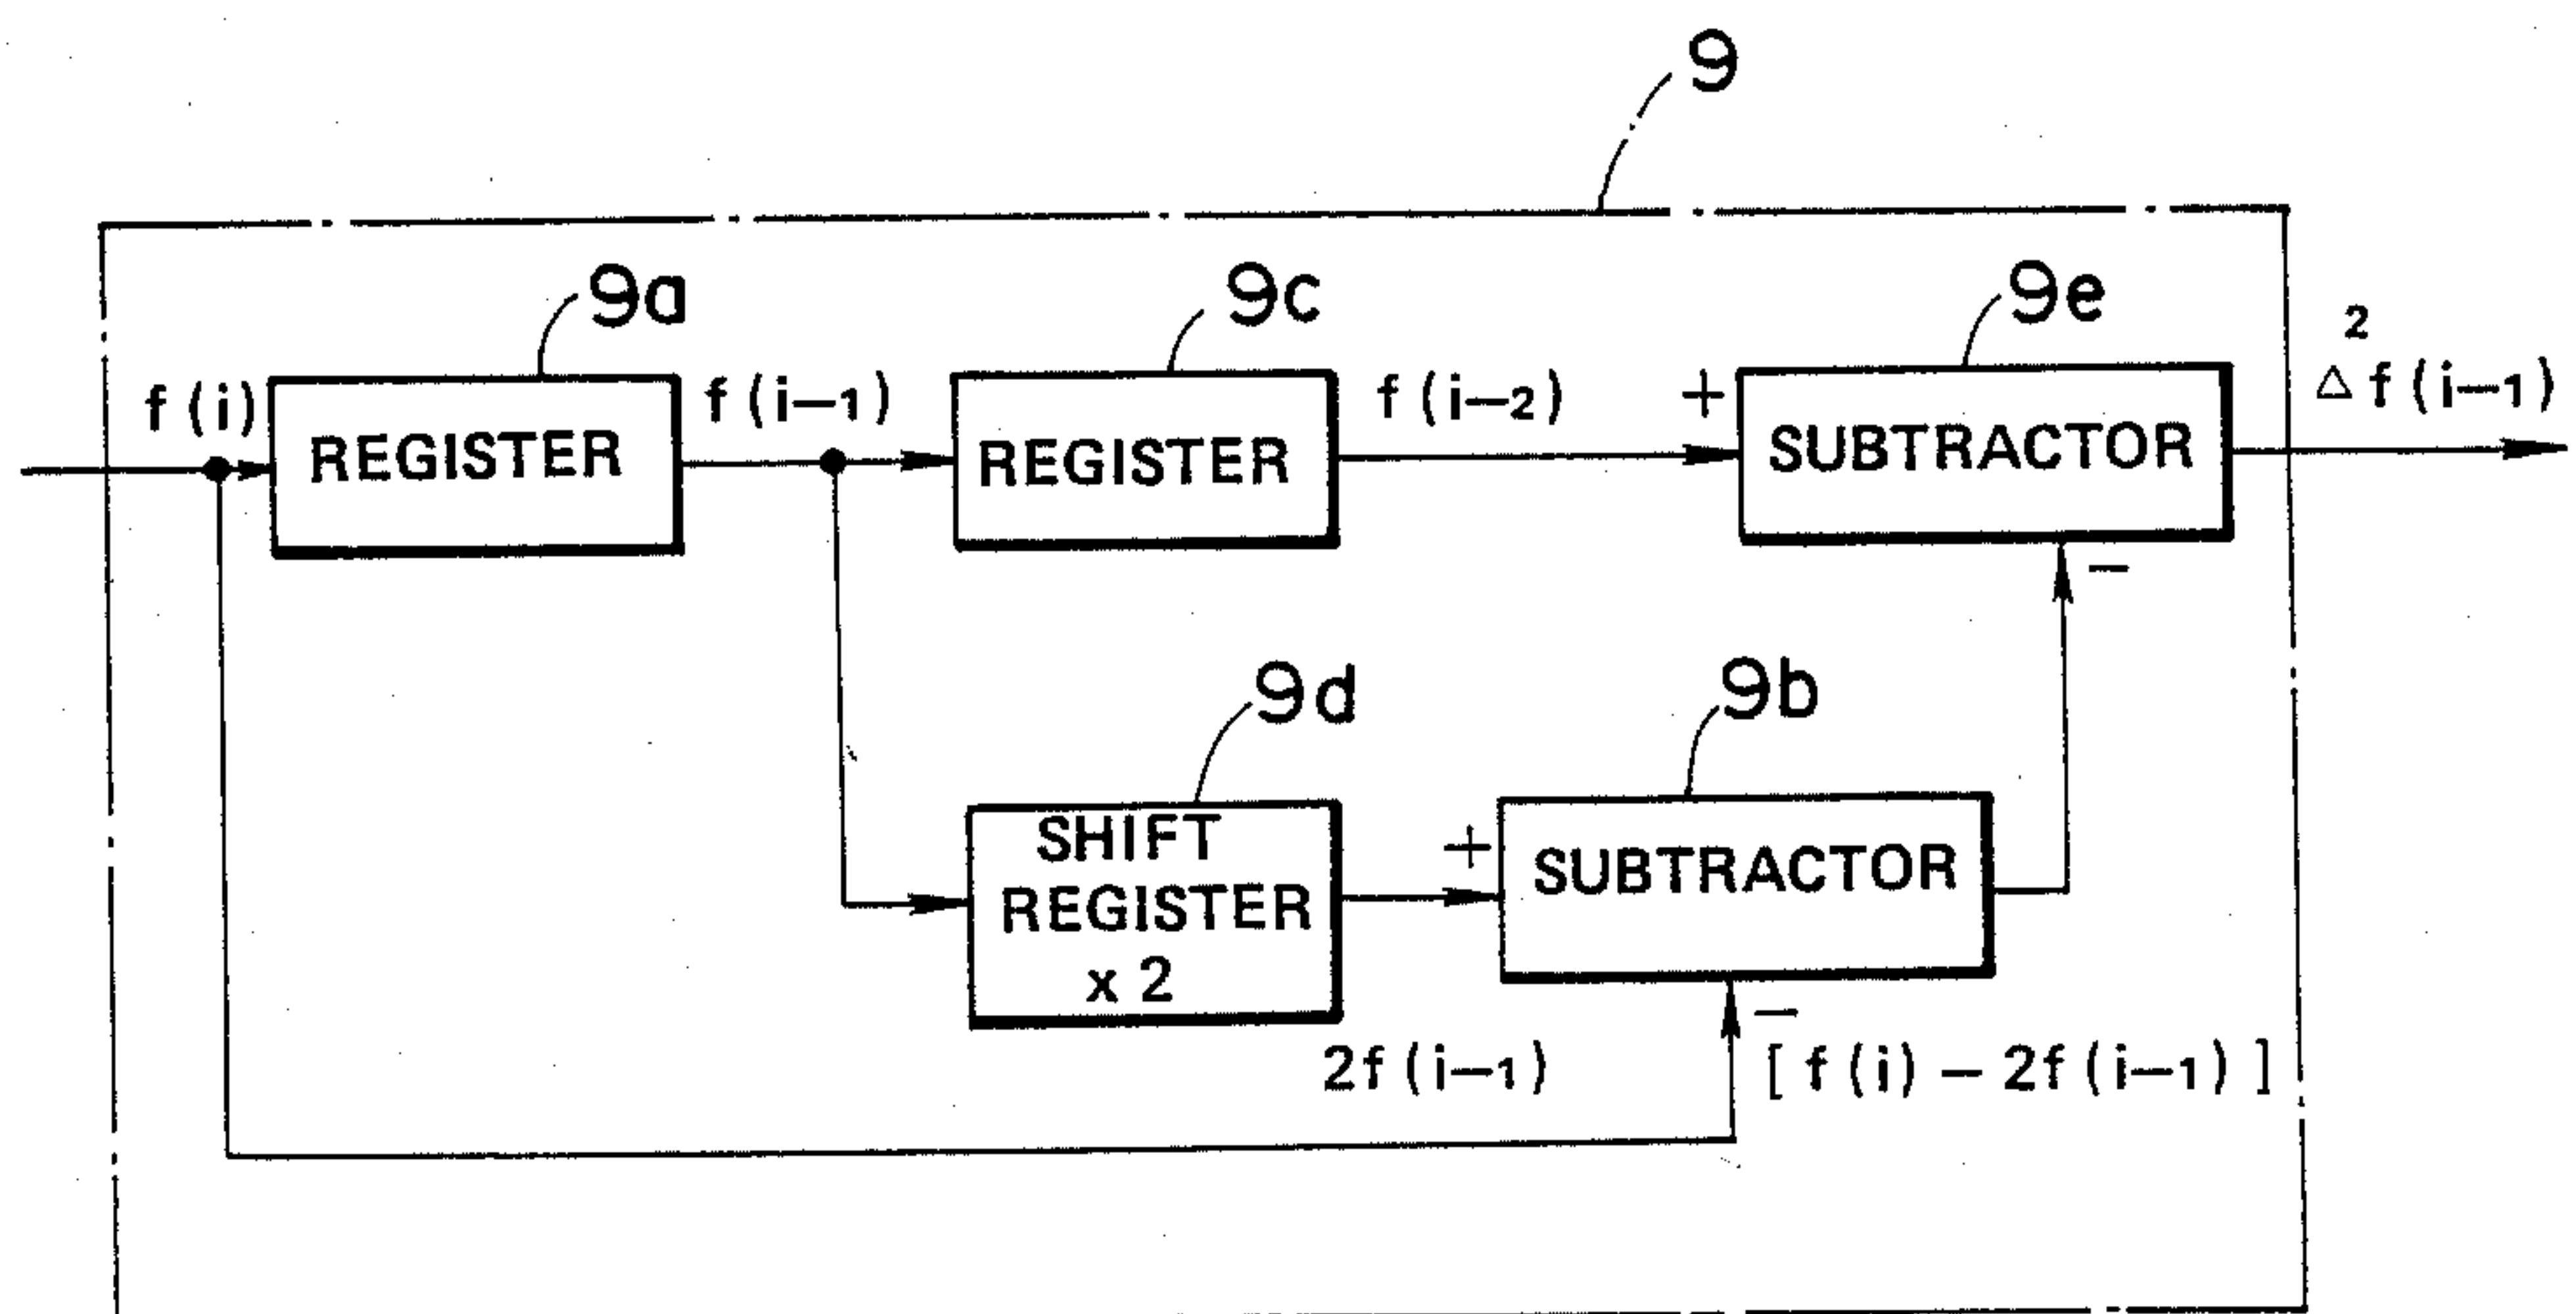 9
9a
9c
9e
f (i)
REGISTER
f (i–1)
REGISTER
f (i–2)
+
SUBTRACTOR
–
2
△ f (i–1)
9d
9b
SHIFT
REGISTER
x 2
+
SUBTRACTOR
–
2f (i–1)
[ f (i) – 2f (i–1) ]